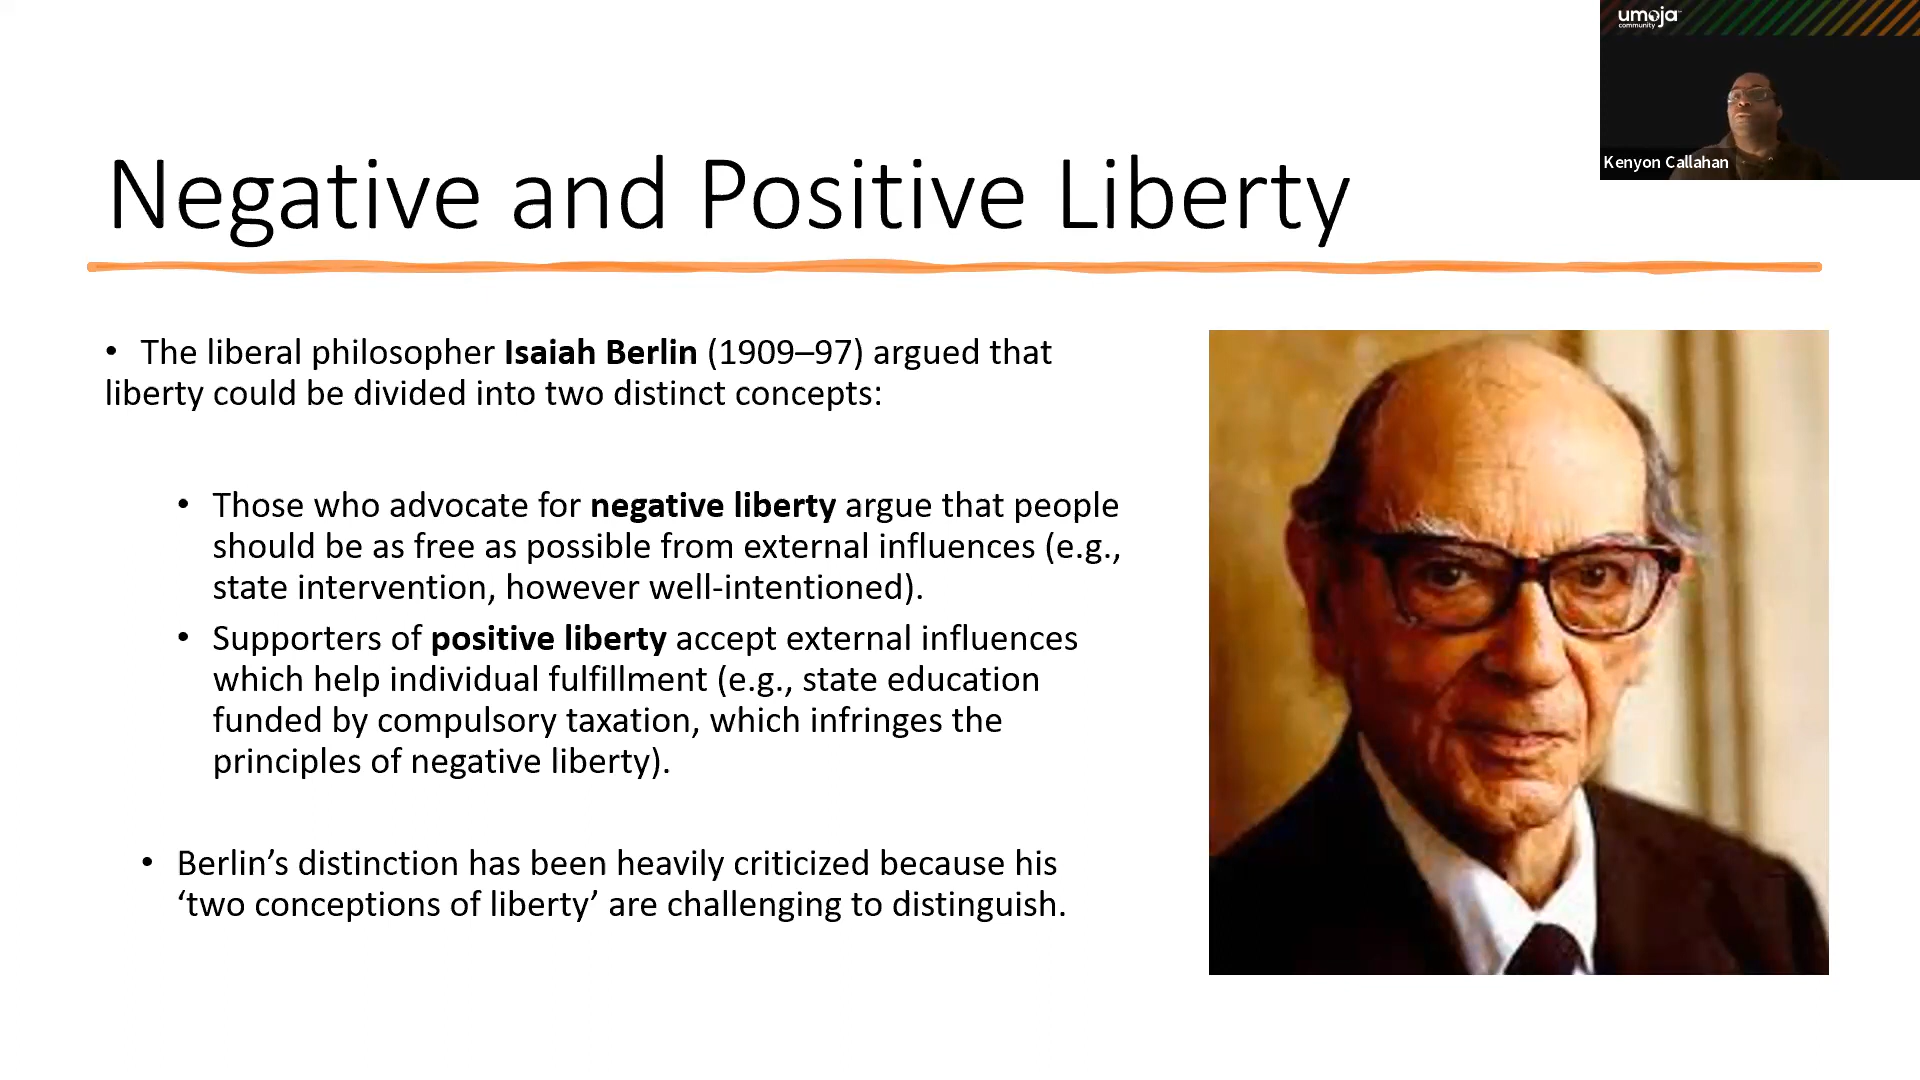 umoja
community
Kenyon Callahan
Negative and Positive Liberty
• The liberal philosopher Isaiah Berlin (1909–97) argued that
liberty could be divided into two distinct concepts:
• Those who advocate for negative liberty argue that people
should be as free as possible from external influences (e.g.,
state intervention, however well-intentioned).
• Supporters of positive liberty accept external influences
which help individual fulfillment (e.g., state education
funded by compulsory taxation, which infringes the
principles of negative liberty).
• Berlin’s distinction has been heavily criticized because his
‘two conceptions of liberty’ are challenging to distinguish.